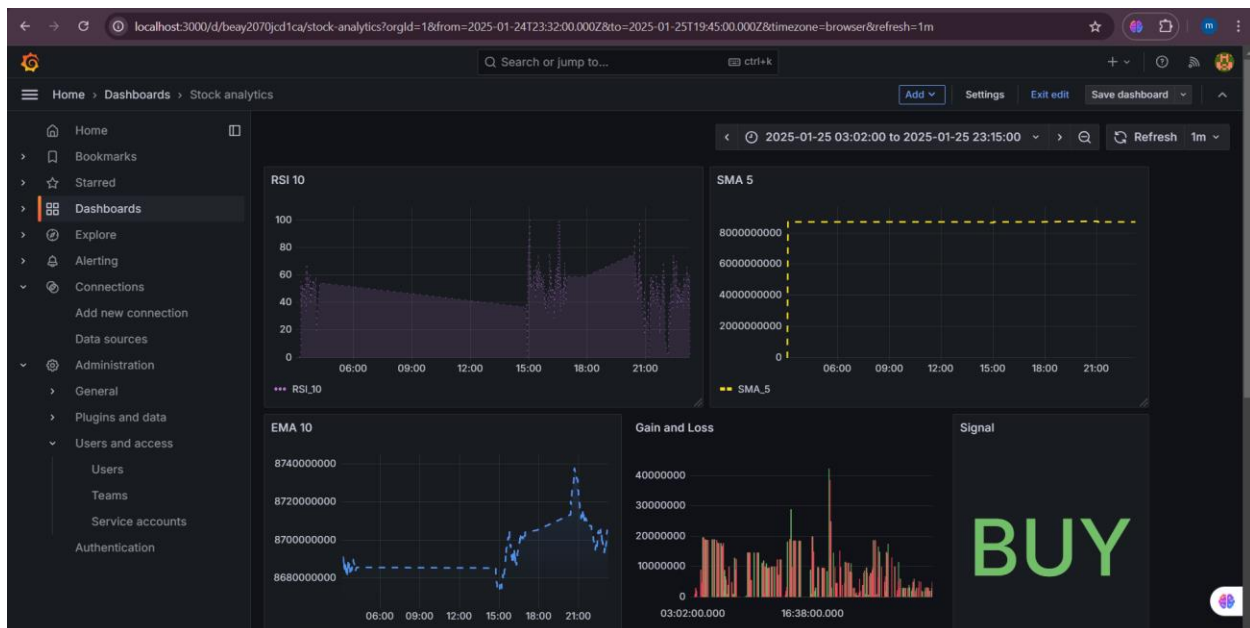 localhost:3000/d/beay2070jcd1ca/stock-analytics?orgId=1&from=2025-01-24T23:32:00.000Z&to=2025-01-25T19:45:00.000Z&timezone=browser&refresh=1m
m
Search or jump to... ctrl+k
Home › Dashboards › Stock analytics
Add Settings Exit edit Save dashboard
Home
Bookmarks
Starred
Dashboards
Explore
Alerting
Connections
Add new connection
Data sources
Administration
General
Plugins and data
Users and access
Users
Teams
Service accounts
Authentication
2025-01-25 03:02:00 to 2025-01-25 23:15:00 Refresh 1m
RSI 10
100
80
60
40
20
0
06:00 09:00 12:00 15:00 18:00 21:00
RSI_10
SMA 5
8000000000
6000000000
4000000000
2000000000
0
06:00 09:00 12:00 15:00 18:00 21:00
SMA_5
EMA 10
8740000000
8720000000
8700000000
8680000000
06:00 09:00 12:00 15:00 18:00 21:00
Gain and Loss
40000000
30000000
20000000
10000000
0
03:02:00.000 16:38:00.000
Signal
BUY